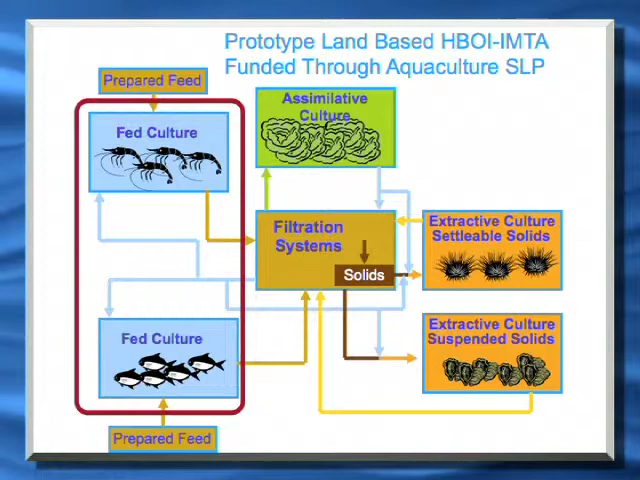 Prototype Land Based HBOI-IMTA
Funded Through Aquaculture SLP
Prepared Feed
Fed Culture
Assimilative
Culture
Filtration
Systems
Solids
Extractive Culture
Settleable Solids
Fed Culture
Extractive Culture
Suspended Solids
Prepared Feed